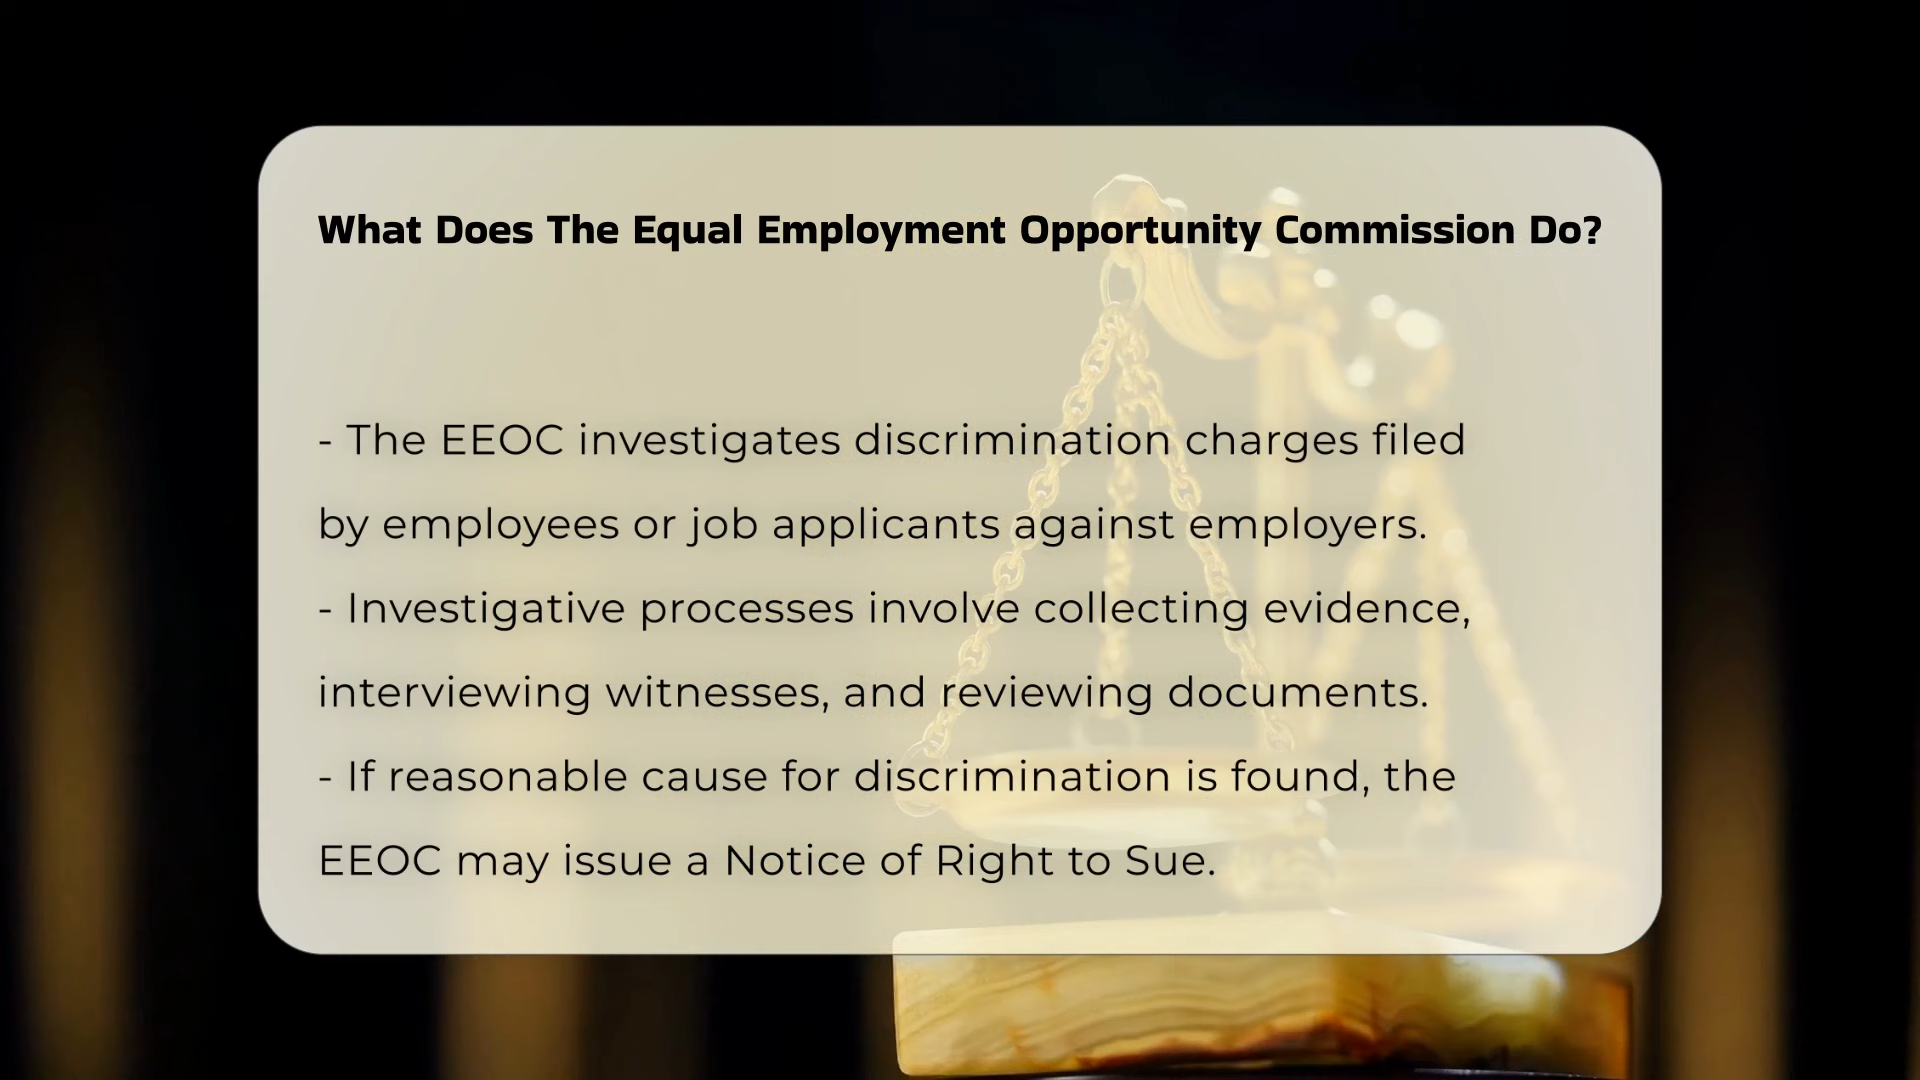 What Does The Equal Employment Opportunity Commission Do?
- The EEOC investigates discrimination charges filed
by employees or job applicants against employers.
- Investigative processes involve collecting evidence,
interviewing witnesses, and reviewing documents.
- If reasonable cause for discrimination is found, the
EEOC may issue a Notice of Right to Sue.